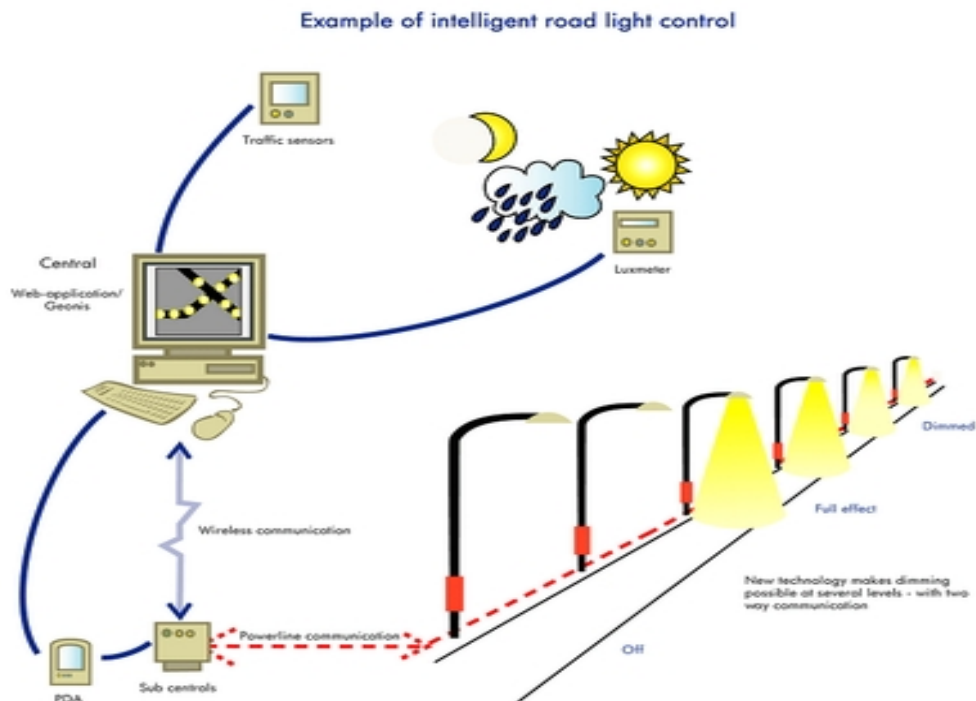 Example of intelligent road light control
Traffic sensors
Luxmeter
Central
Web-application/
Geonis
Wireless communication
Dimmed
Full effect
New technology makes dimming
possible at several levels - with two
way communication
Off
Powerline communication
Sub centrals
PDA